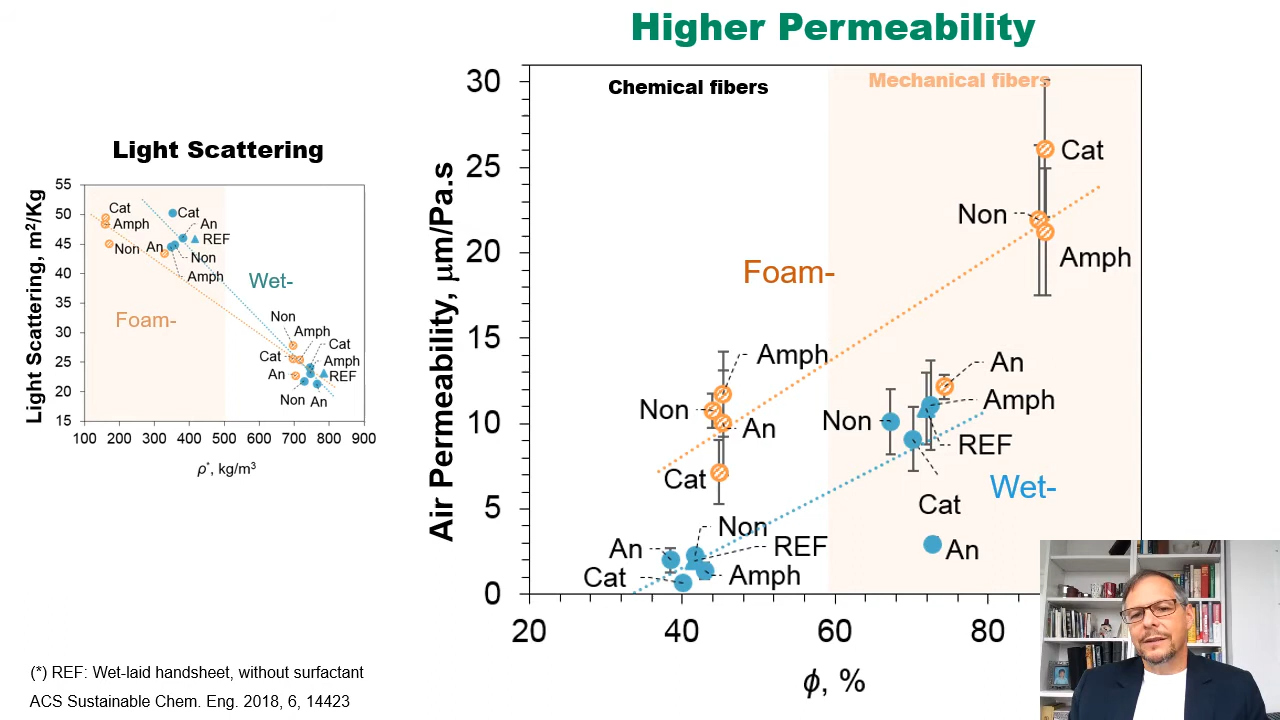 Higher Permeability
Light Scattering
Light Scattering, m²/Kg
55
50
45
40
35
30
25
20
15
Cat
Amph
Non
An
Cat
An
REF
Non
Amph
Wet-
Foam-
Non
Amph
Cat
Cat
Amph
An
REF
Non
An
100 200 300 400 500 600 700 800 900
ρ*, kg/m³
Air Permeability, μm/Pa.s
30
25
20
15
10
5
0
Chemical fibers
Mechanical fibers
Cat
Non
Amph
Foam-
Amph
Non
An
Cat
An
Amph
Non
REF
Cat
Wet-
An
Non
An
REF
Cat
Amph
20 40 60 80
ϕ, %
(*) REF: Wet-laid handsheet, without surfactant
ACS Sustainable Chem. Eng. 2018, 6, 14423